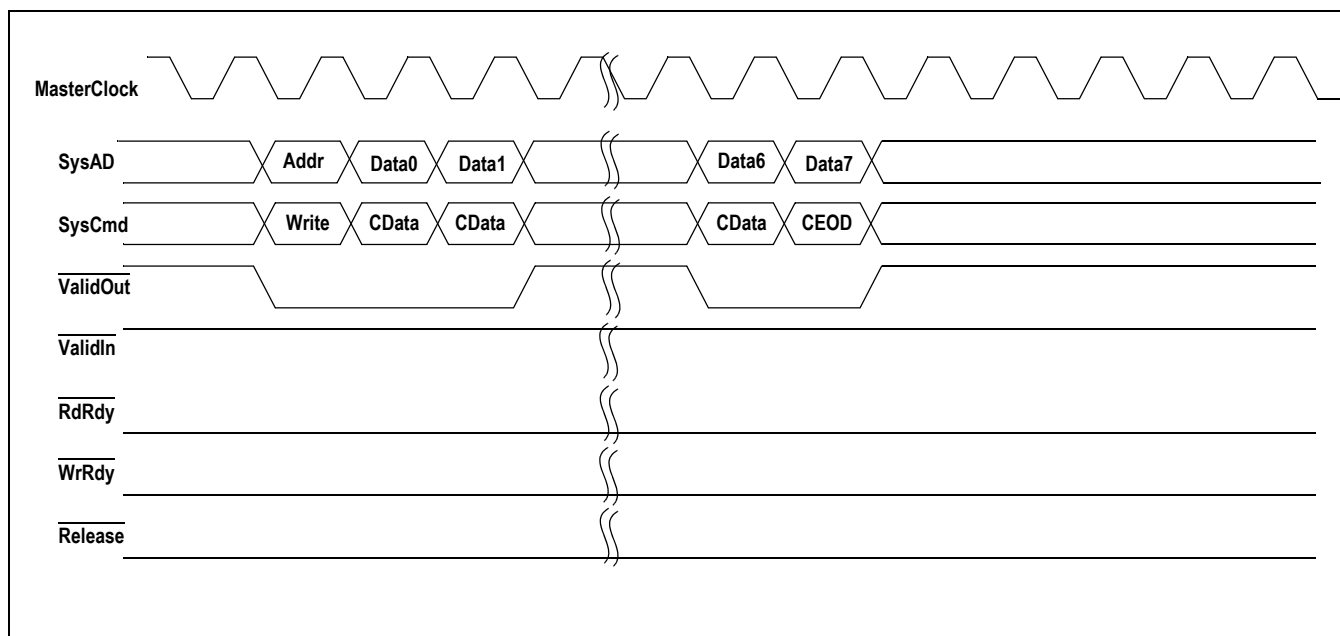 MasterClock
SysAD Addr Data0 Data1 Data6 Data7
SysCmd Write CData CData CData CEOD
ValidOut
ValidIn
RdRdy
WrRdy
Release